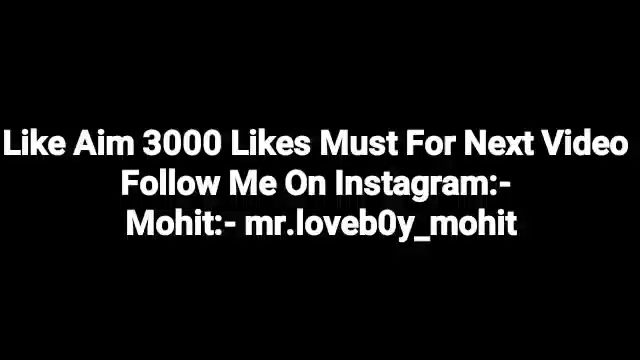 Like Aim 3000 Likes Must For Next Video
Follow Me On Instagram:-
Mohit:- mr.loveb0y_mohit